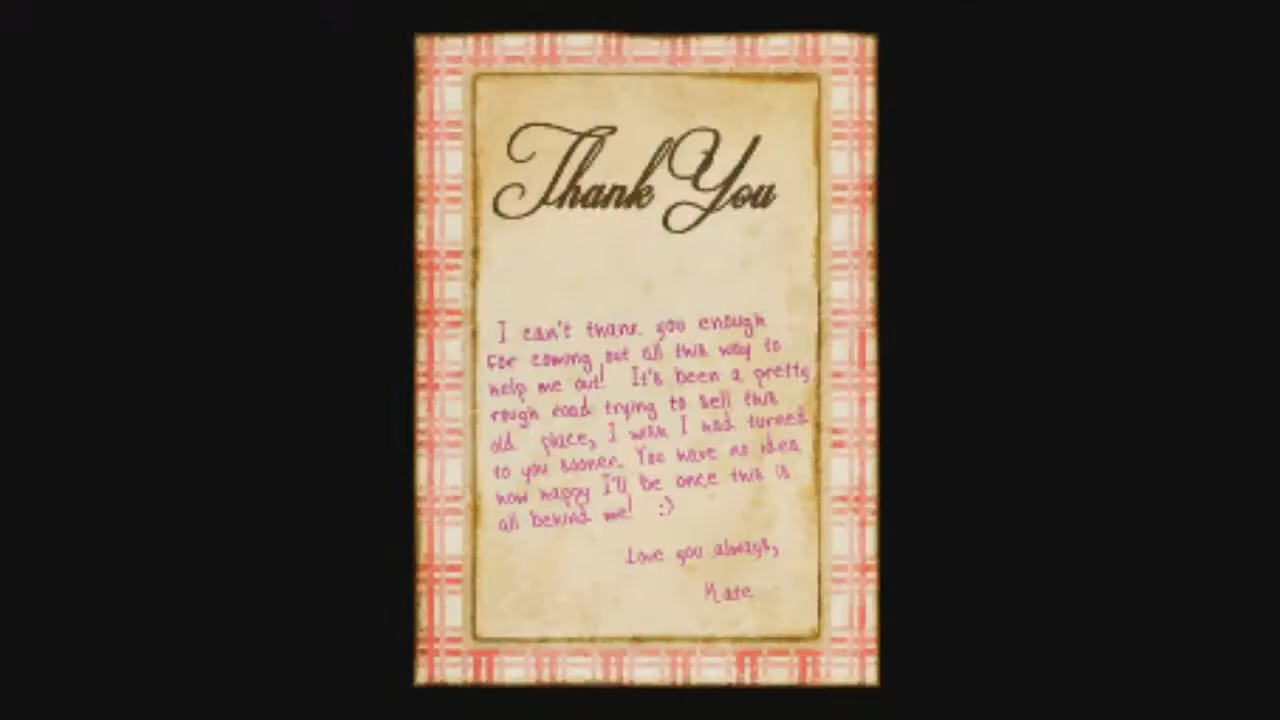 Thank You
I can't thank you enough
for coming out all this way to
help me out! It's been a pretty
rough road trying to sell this
old place, I wish I had turned
to you sooner. You have no idea
how happy I'll be once this is
all behind me! :)
Love you always,
Kate